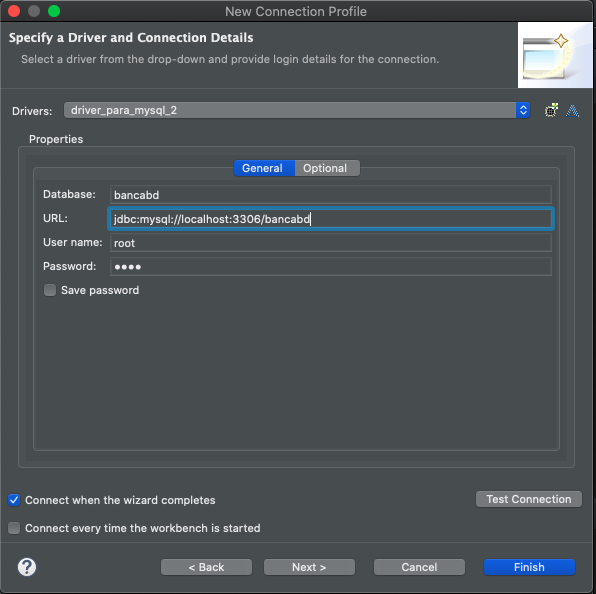 New Connection Profile
Specify a Driver and Connection Details
Select a driver from the drop-down and provide login details for the connection.
Drivers: driver_para_mysql_2
Properties
General Optional
Database: bancabd
URL: jdbc:mysql://localhost:3306/bancabd
User name: root
Password: ●●●●
Save password
Connect when the wizard completes
Test Connection
Connect every time the workbench is started
? < Back Next > Cancel Finish